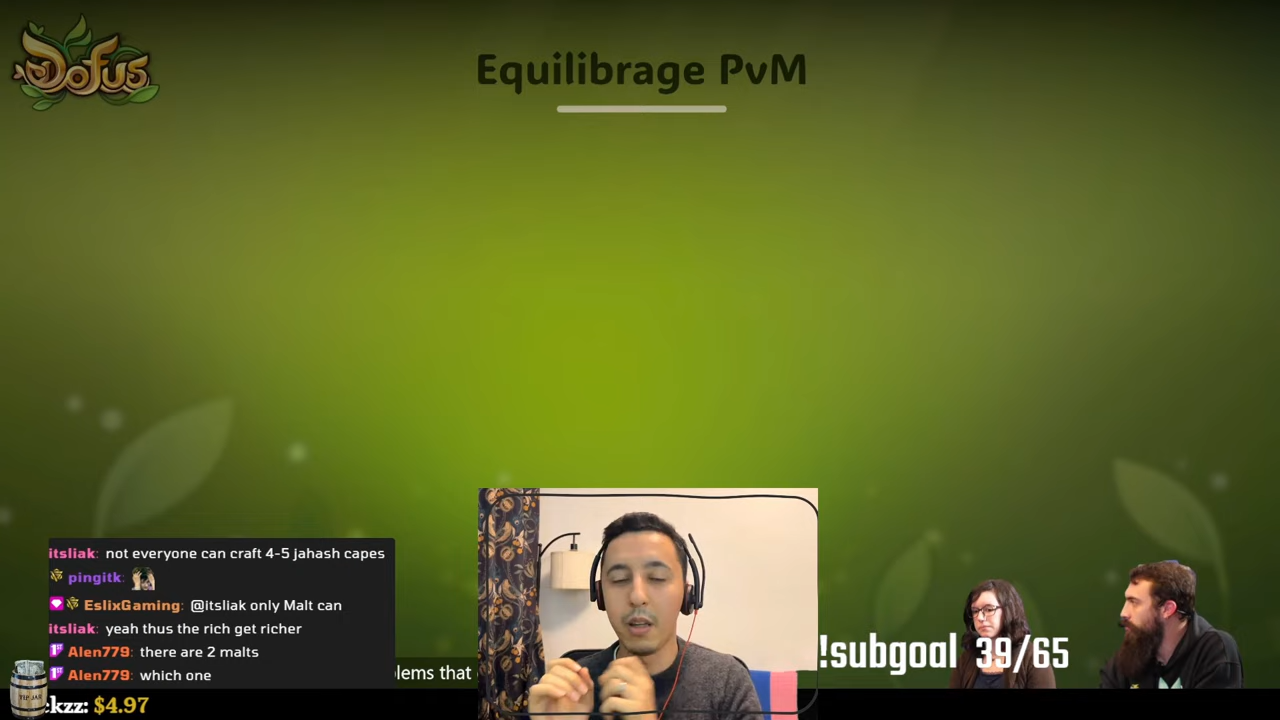 Dofus
Equilibrage PvM
itsliak: not everyone can craft 4-5 jahash capes
pingitk:
EslixGaming: @itsliak only Malt can
itsliak: yeah thus the rich get richer
Alen779: there are 2 malts
Alen779: which one
lems that
!subgoal 39/65
TIP JAR
kzz: $4.97